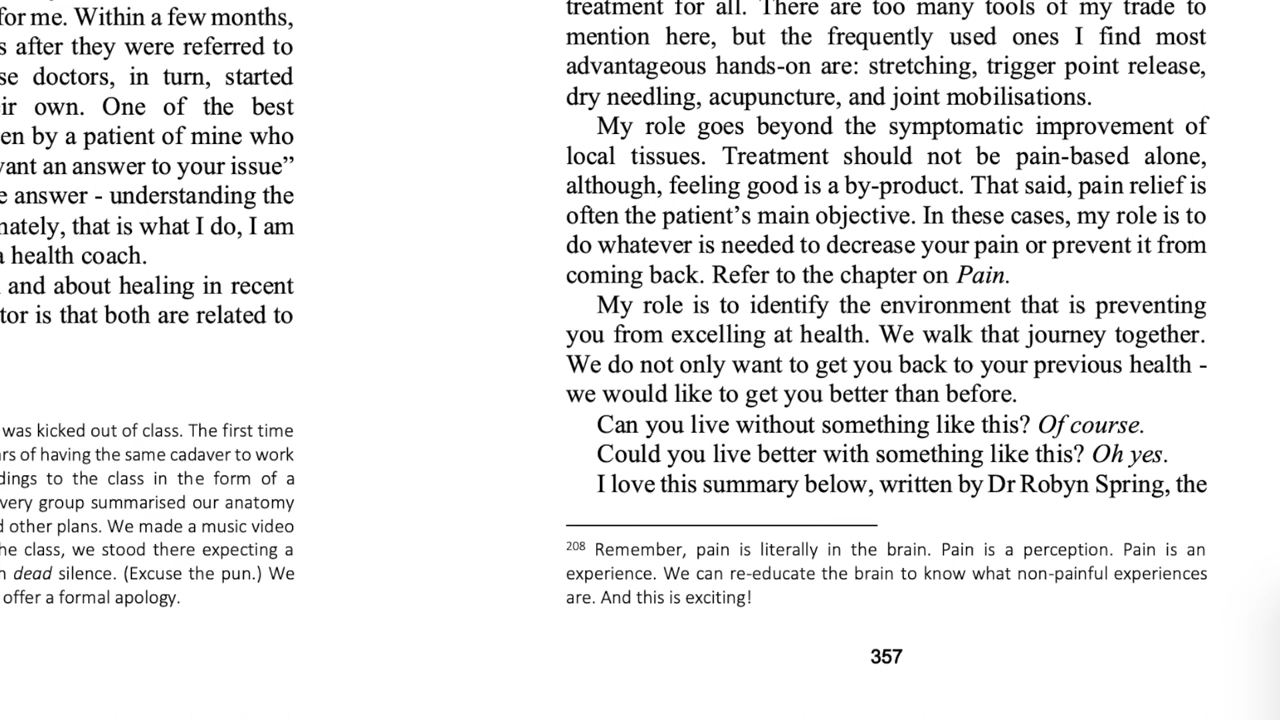 for me. Within a few months,
s after they were referred to
se doctors, in turn, started
eir own. One of the best
en by a patient of mine who
want an answer to your issue”
e answer - understanding the
mately, that is what I do, I am
a health coach.
and about healing in recent
tor is that both are related to
was kicked out of class. The first time
ars of having the same cadaver to work
dings to the class in the form of a
very group summarised our anatomy
d other plans. We made a music video
he class, we stood there expecting a
h dead silence. (Excuse the pun.) We
offer a formal apology.
treatment for all. There are too many tools of my trade to
mention here, but the frequently used ones I find most
advantageous hands-on are: stretching, trigger point release,
dry needling, acupuncture, and joint mobilisations.
My role goes beyond the symptomatic improvement of
local tissues. Treatment should not be pain-based alone,
although, feeling good is a by-product. That said, pain relief is
often the patient’s main objective. In these cases, my role is to
do whatever is needed to decrease your pain or prevent it from
coming back. Refer to the chapter on Pain.
My role is to identify the environment that is preventing
you from excelling at health. We walk that journey together.
We do not only want to get you back to your previous health -
we would like to get you better than before.
Can you live without something like this? Of course.
Could you live better with something like this? Oh yes.
I love this summary below, written by Dr Robyn Spring, the
208 Remember, pain is literally in the brain. Pain is a perception. Pain is an
experience. We can re-educate the brain to know what non-painful experiences
are. And this is exciting!
357